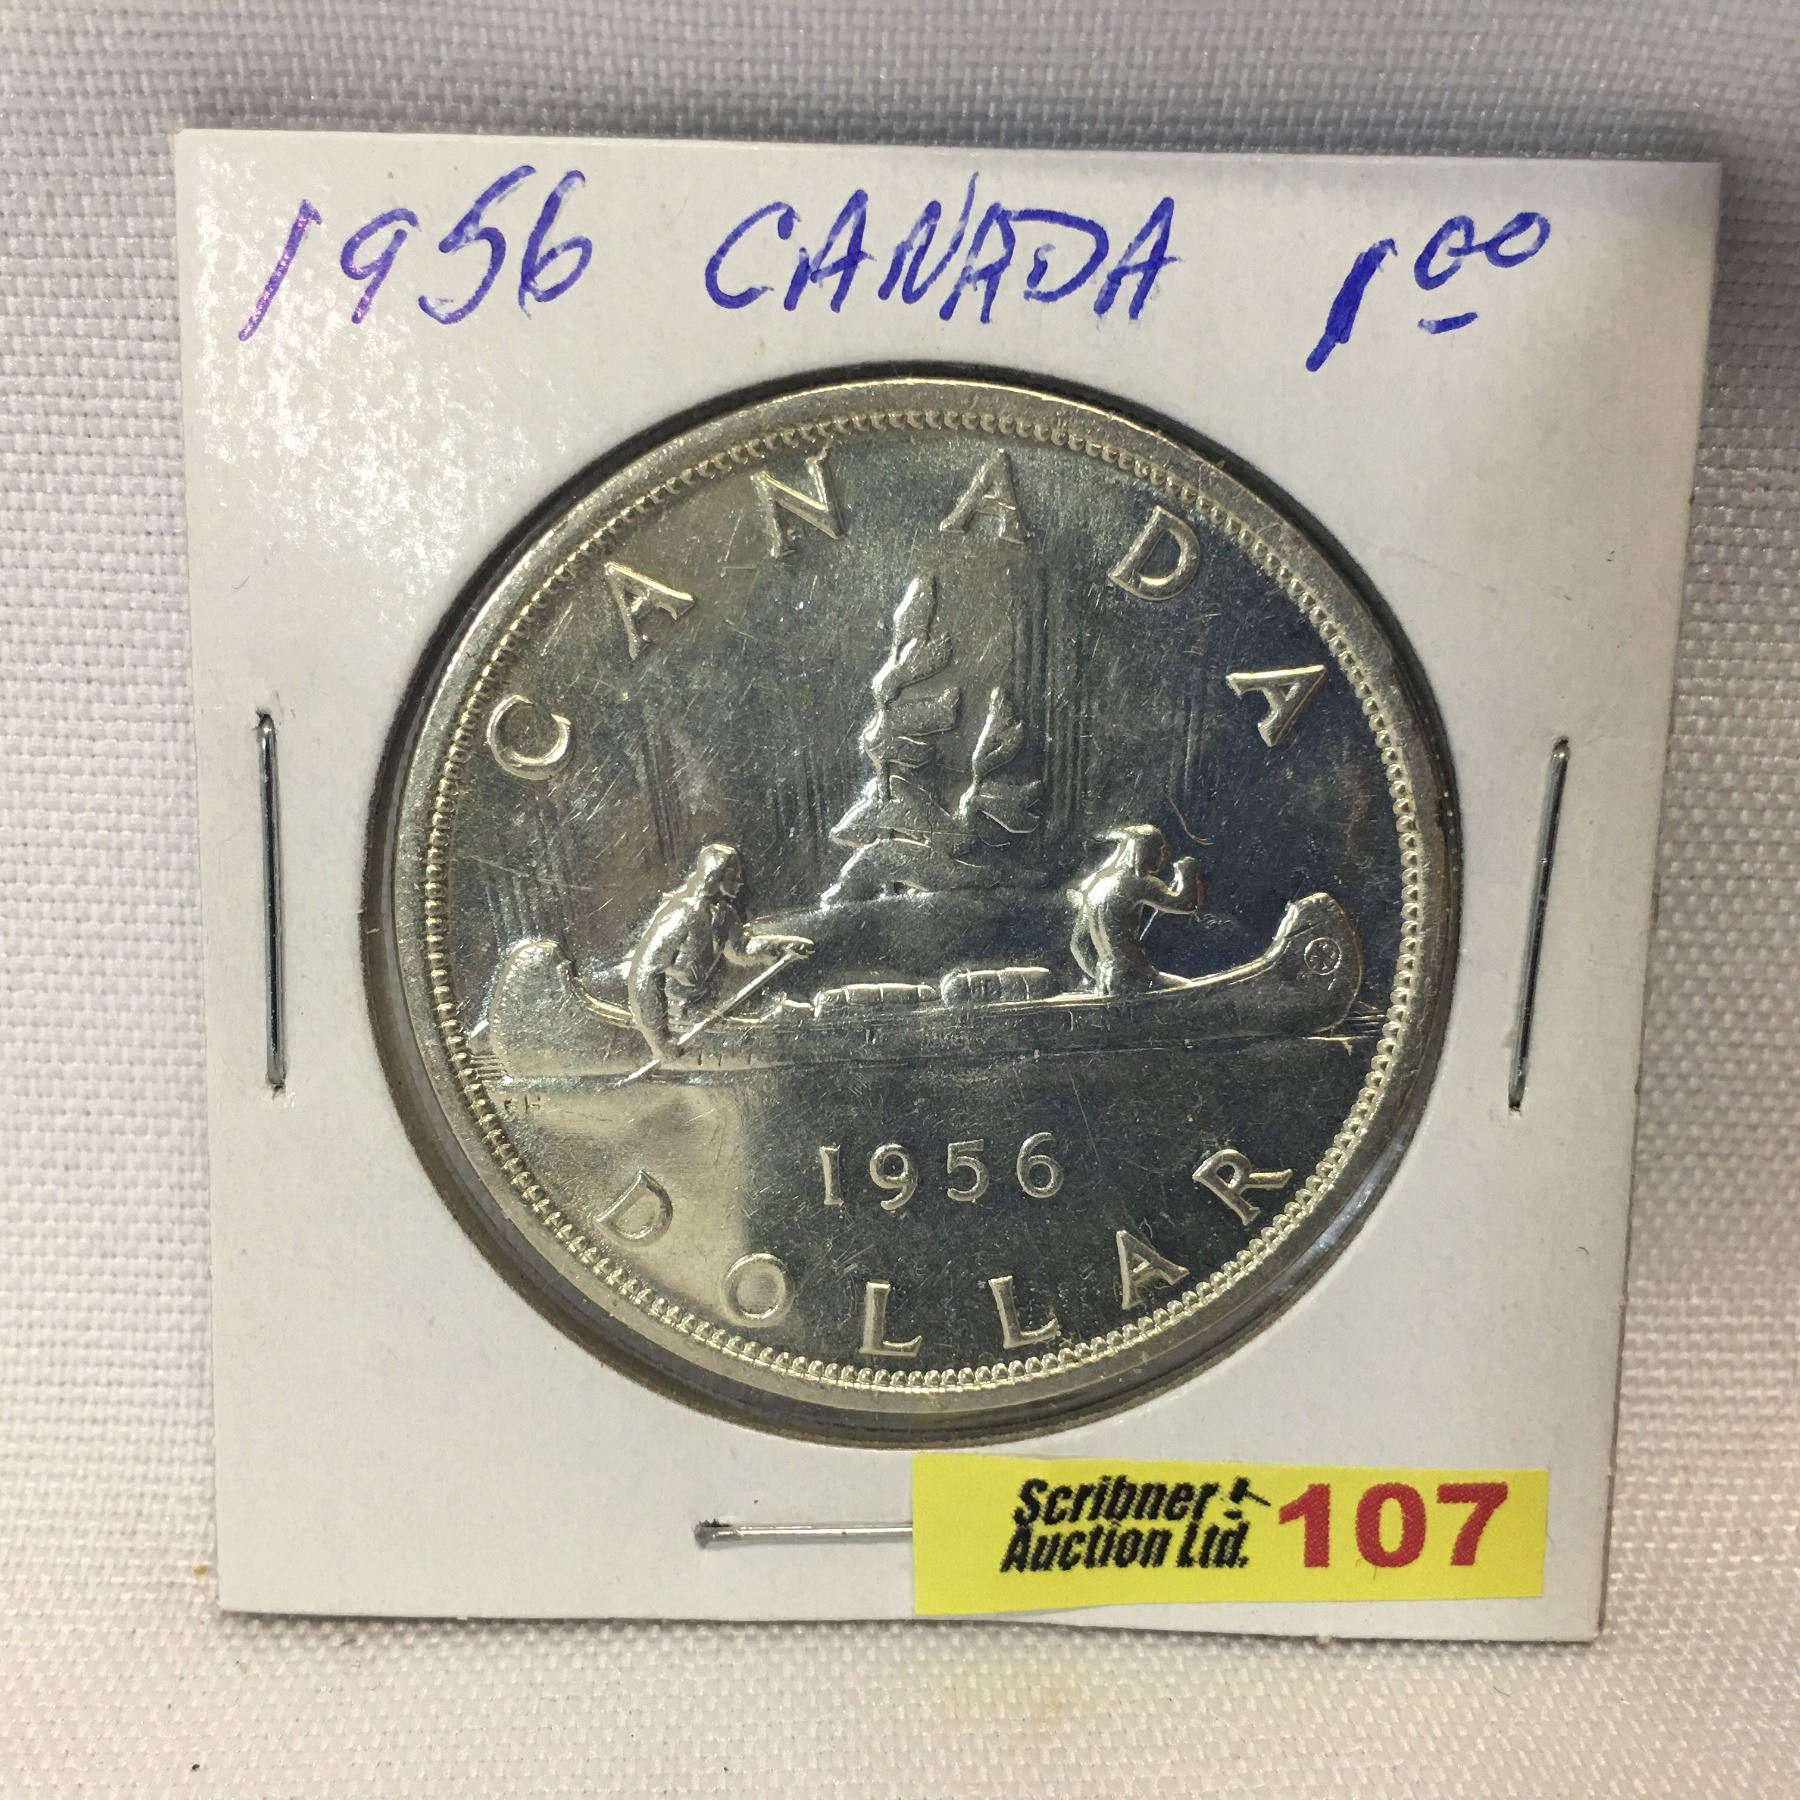 1956 CANADA 1.00
CANADA
1956
DOLLAR
Scribner
Auction Ltd.
107